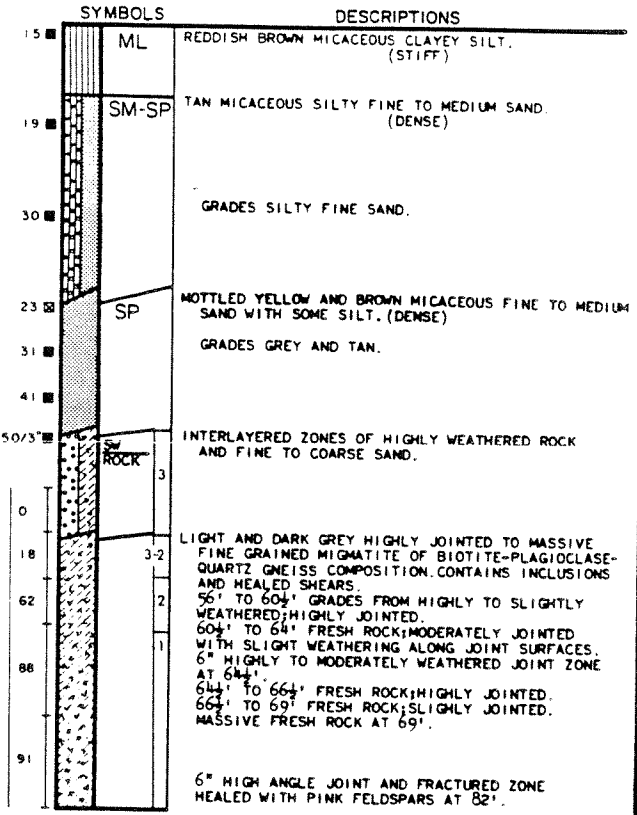 SYMBOLS DESCRIPTIONS
15 ML REDDISH BROWN MICACEOUS CLAYEY SILT.
(STIFF)
SM-SP TAN MICACEOUS SILTY FINE TO MEDIUM SAND.
19 (DENSE)
30 GRADES SILTY FINE SAND.
23 SP MOTTLED YELLOW AND BROWN MICACEOUS FINE TO MEDIUM
SAND WITH SOME SILT. (DENSE)
31 GRADES GREY AND TAN.
41
50/3" SW INTERLAYERED ZONES OF HIGHLY WEATHERED ROCK
ROCK AND FINE TO COARSE SAND.
3
0
LIGHT AND DARK GREY HIGHLY JOINTED TO MASSIVE
18 3-2 FINE GRAINED MIGMATITE OF BIOTITE-PLAGIOCLASE-
QUARTZ GNEISS COMPOSITION. CONTAINS INCLUSIONS
AND HEALED SHEARS.
62 2 56' TO 60½' GRADES FROM HIGHLY TO SLIGHTLY
WEATHERED;HIGHLY JOINTED.
60½' TO 64' FRESH ROCK;MODERATELY JOINTED
1 WITH SLIGHT WEATHERING ALONG JOINT SURFACES.
88 6" HIGHLY TO MODERATELY WEATHERED JOINT ZONE
AT 64½'.
64½' TO 66½' FRESH ROCK;HIGHLY JOINTED.
66½' TO 69' FRESH ROCK;SLIGHLY JOINTED.
MASSIVE FRESH ROCK AT 69'.
91
6" HIGH ANGLE JOINT AND FRACTURED ZONE
HEALED WITH PINK FELDSPARS AT 82'.